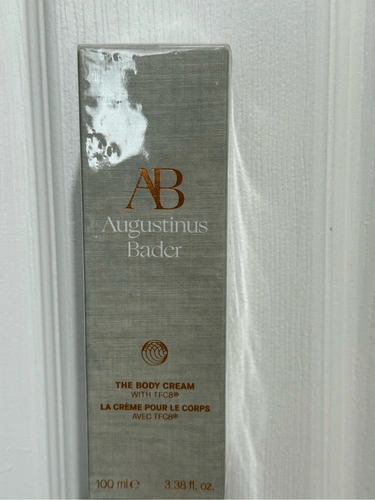 AB
Augustinus
Bader
THE BODY CREAM
WITH TFC8®
LA CRÈME POUR LE CORPS
AVEC TFC8®
100 ml ℮ 3.38 fl. oz.